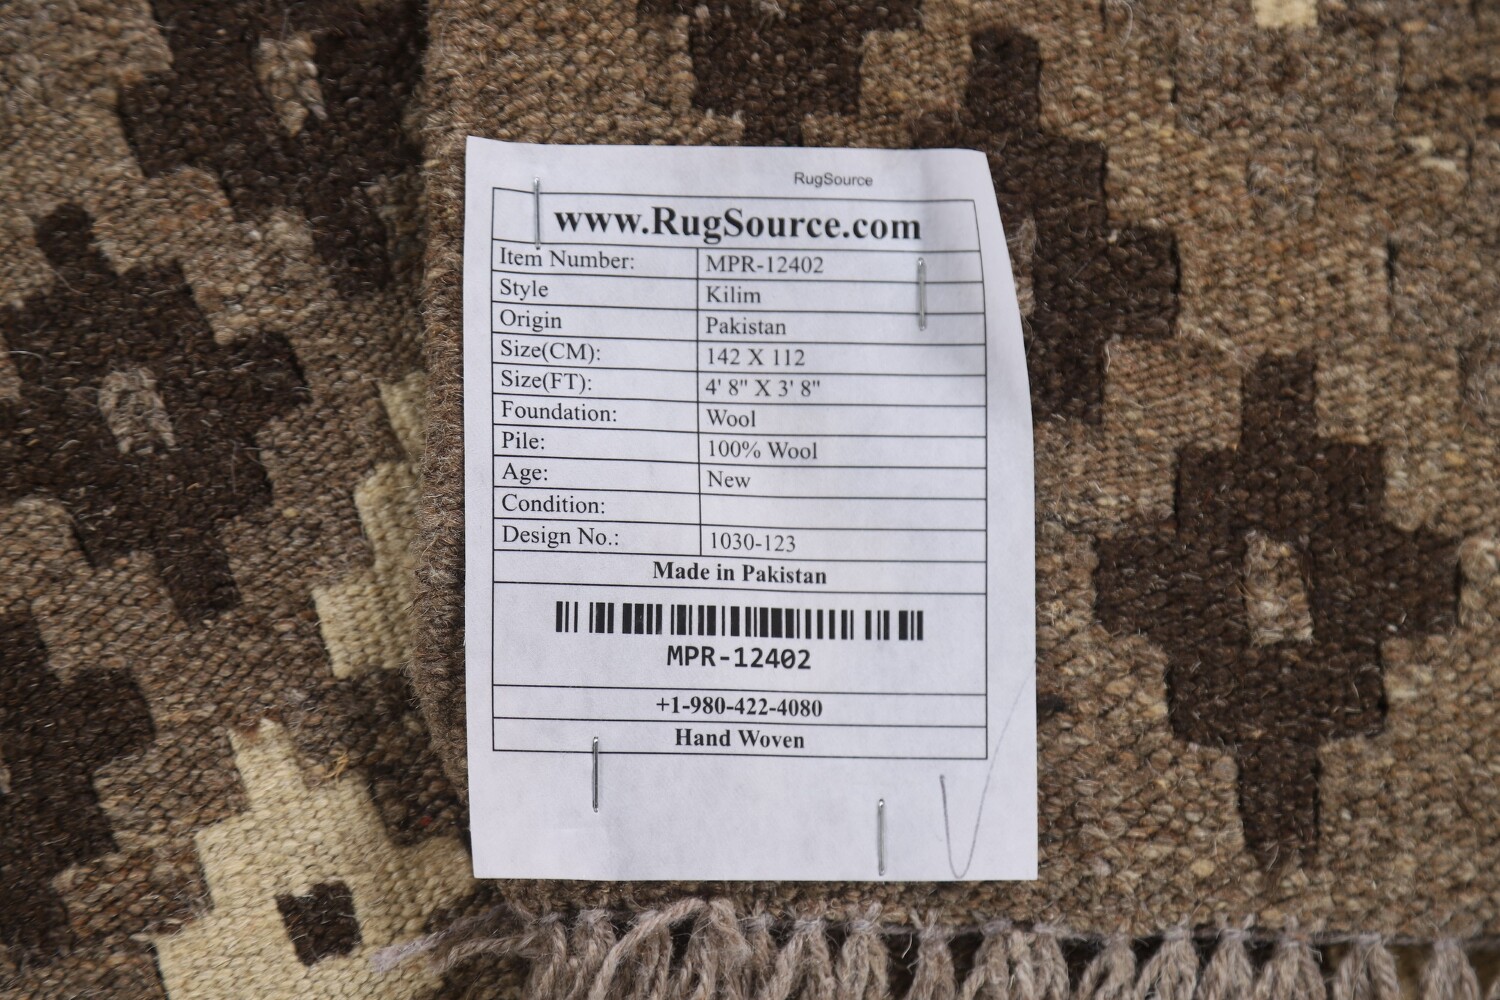 RugSource
www.RugSource.com
Item Number: MPR-12402
Style Kilim
Origin Pakistan
Size(CM): 142 X 112
Size(FT): 4' 8" X 3' 8"
Foundation: Wool
Pile: 100% Wool
Age: New
Condition:
Design No.: 1030-123
Made in Pakistan
MPR-12402
+1-980-422-4080
Hand Woven